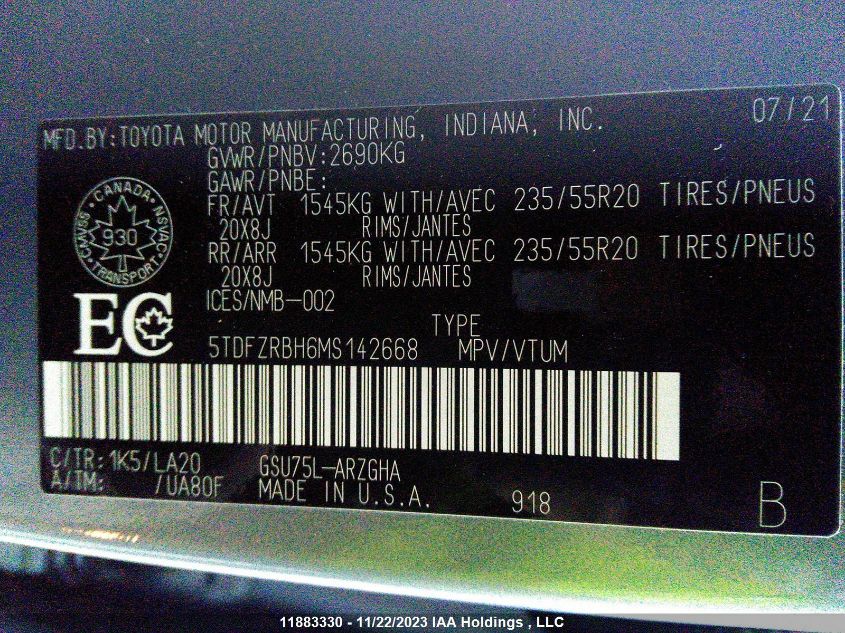 07/21
MFD.BY:TOYOTA MOTOR MANUFACTURING, INDIANA, INC.
GVWR/PNBV:2690KG
GAWR/PNBE:
FR/AVT 1545KG WITH/AVEC 235/55R20 TIRES/PNEUS
20X8J RIMS/JANTES
RR/ARR 1545KG WITH/AVEC 235/55R20 TIRES/PNEUS
20X8J RIMS/JANTES
CANADA
CMVSS 930 NSVAC
TRANSPORT
ICES/NMB-002
EC
TYPE
5TDFZRBH6MS142668 MPV/VTUM
C/TR: 1K5/LA20 GSU75L-ARZGHA
A/TM: /UA80F MADE IN U.S.A. 918 B
11883330 - 11/22/2023 IAA Holdings , LLC